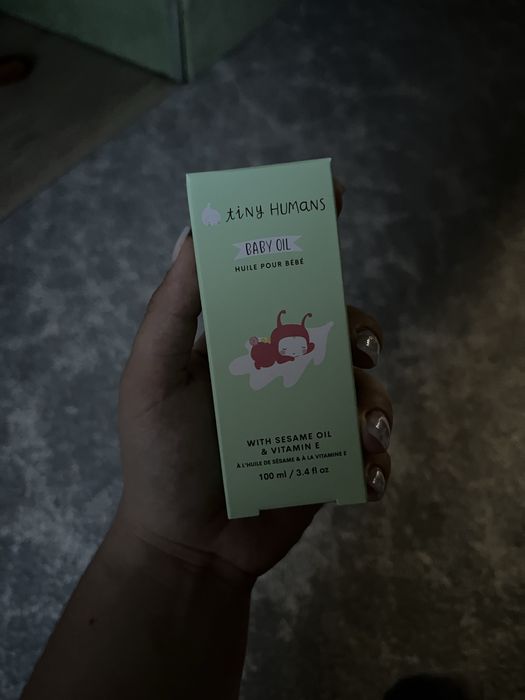 tiNY HUMANS
BABY OIL
HUILE POUR BÉBÉ
WITH SESAME OIL
& VITAMIN E
À L'HUILE DE SÉSAME & À LA VITAMINE E
100 ml / 3.4 fl oz